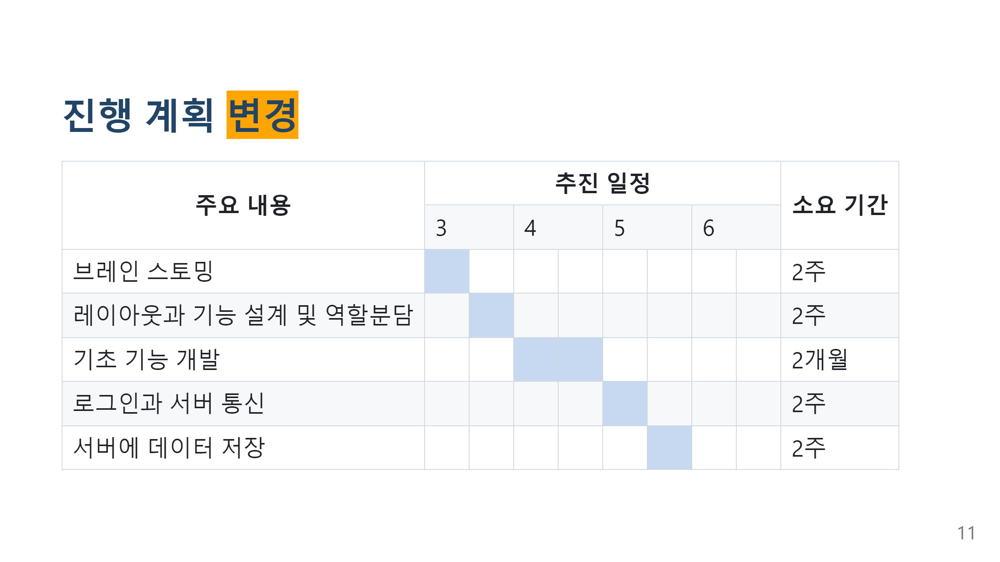 진행 계획 변경
주요 내용
추진 일정
소요 기간
3 4 5 6
브레인 스토밍 2주
레이아웃과 기능 설계 및 역할분담 2주
기초 기능 개발 2개월
로그인과 서버 통신 2주
서버에 데이터 저장 2주
11